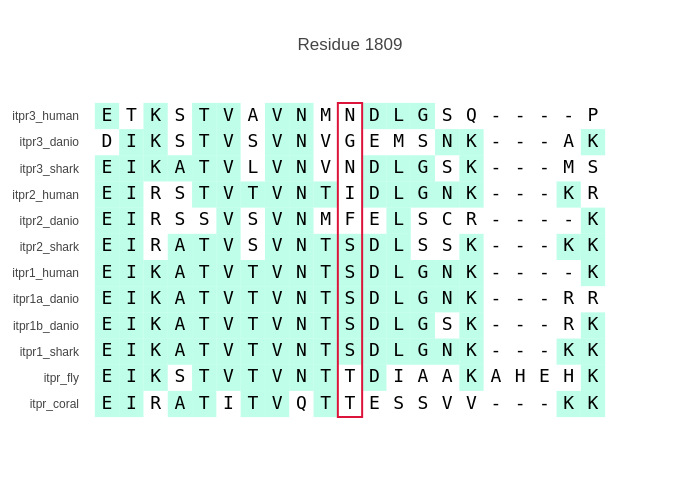 Residue 1809
itpr3_human E T K S T V A V N M N D L G S Q - - - - P
itpr3_danio D I K S T V S V N V G E M S N K - - - A K
itpr3_shark E I K A T V L V N V N D L G S K - - - M S
itpr2_human E I R S T V T V N T I D L G N K - - - K R
itpr2_danio E I R S S V S V N M F E L S C R - - - - K
itpr2_shark E I R A T V S V N T S D L S S K - - - K K
itpr1_human E I K A T V T V N T S D L G N K - - - - K
itpr1a_danio E I K A T V T V N T S D L G N K - - - R R
itpr1b_danio E I K A T V T V N T S D L G S K - - - R K
itpr1_shark E I K A T V T V N T S D L G N K - - - K K
itpr_fly E I K S T V T V N T T D I A A K A H E H K
itpr_coral E I R A T I T V Q T T E S S V V - - - K K